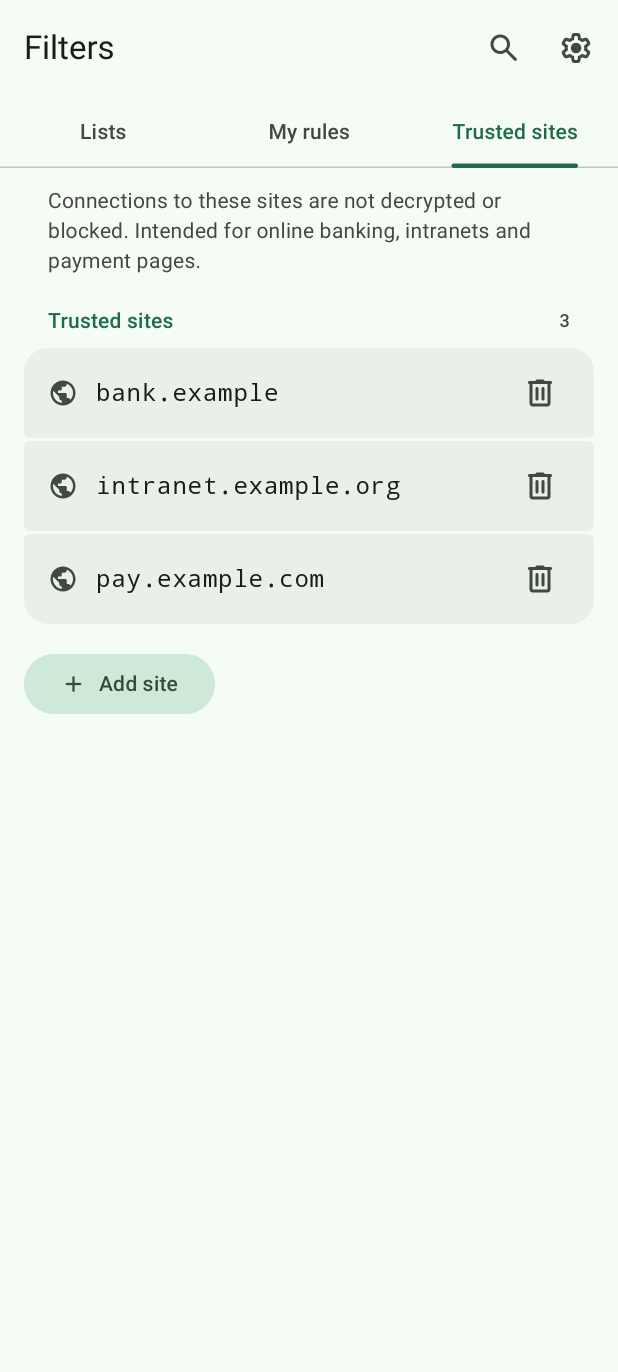 Filters
Lists
My rules
Trusted sites
Connections to these sites are not decrypted or
blocked. Intended for online banking, intranets and
payment pages.
Trusted sites
3
bank.example
intranet.example.org
pay.example.com
Add site